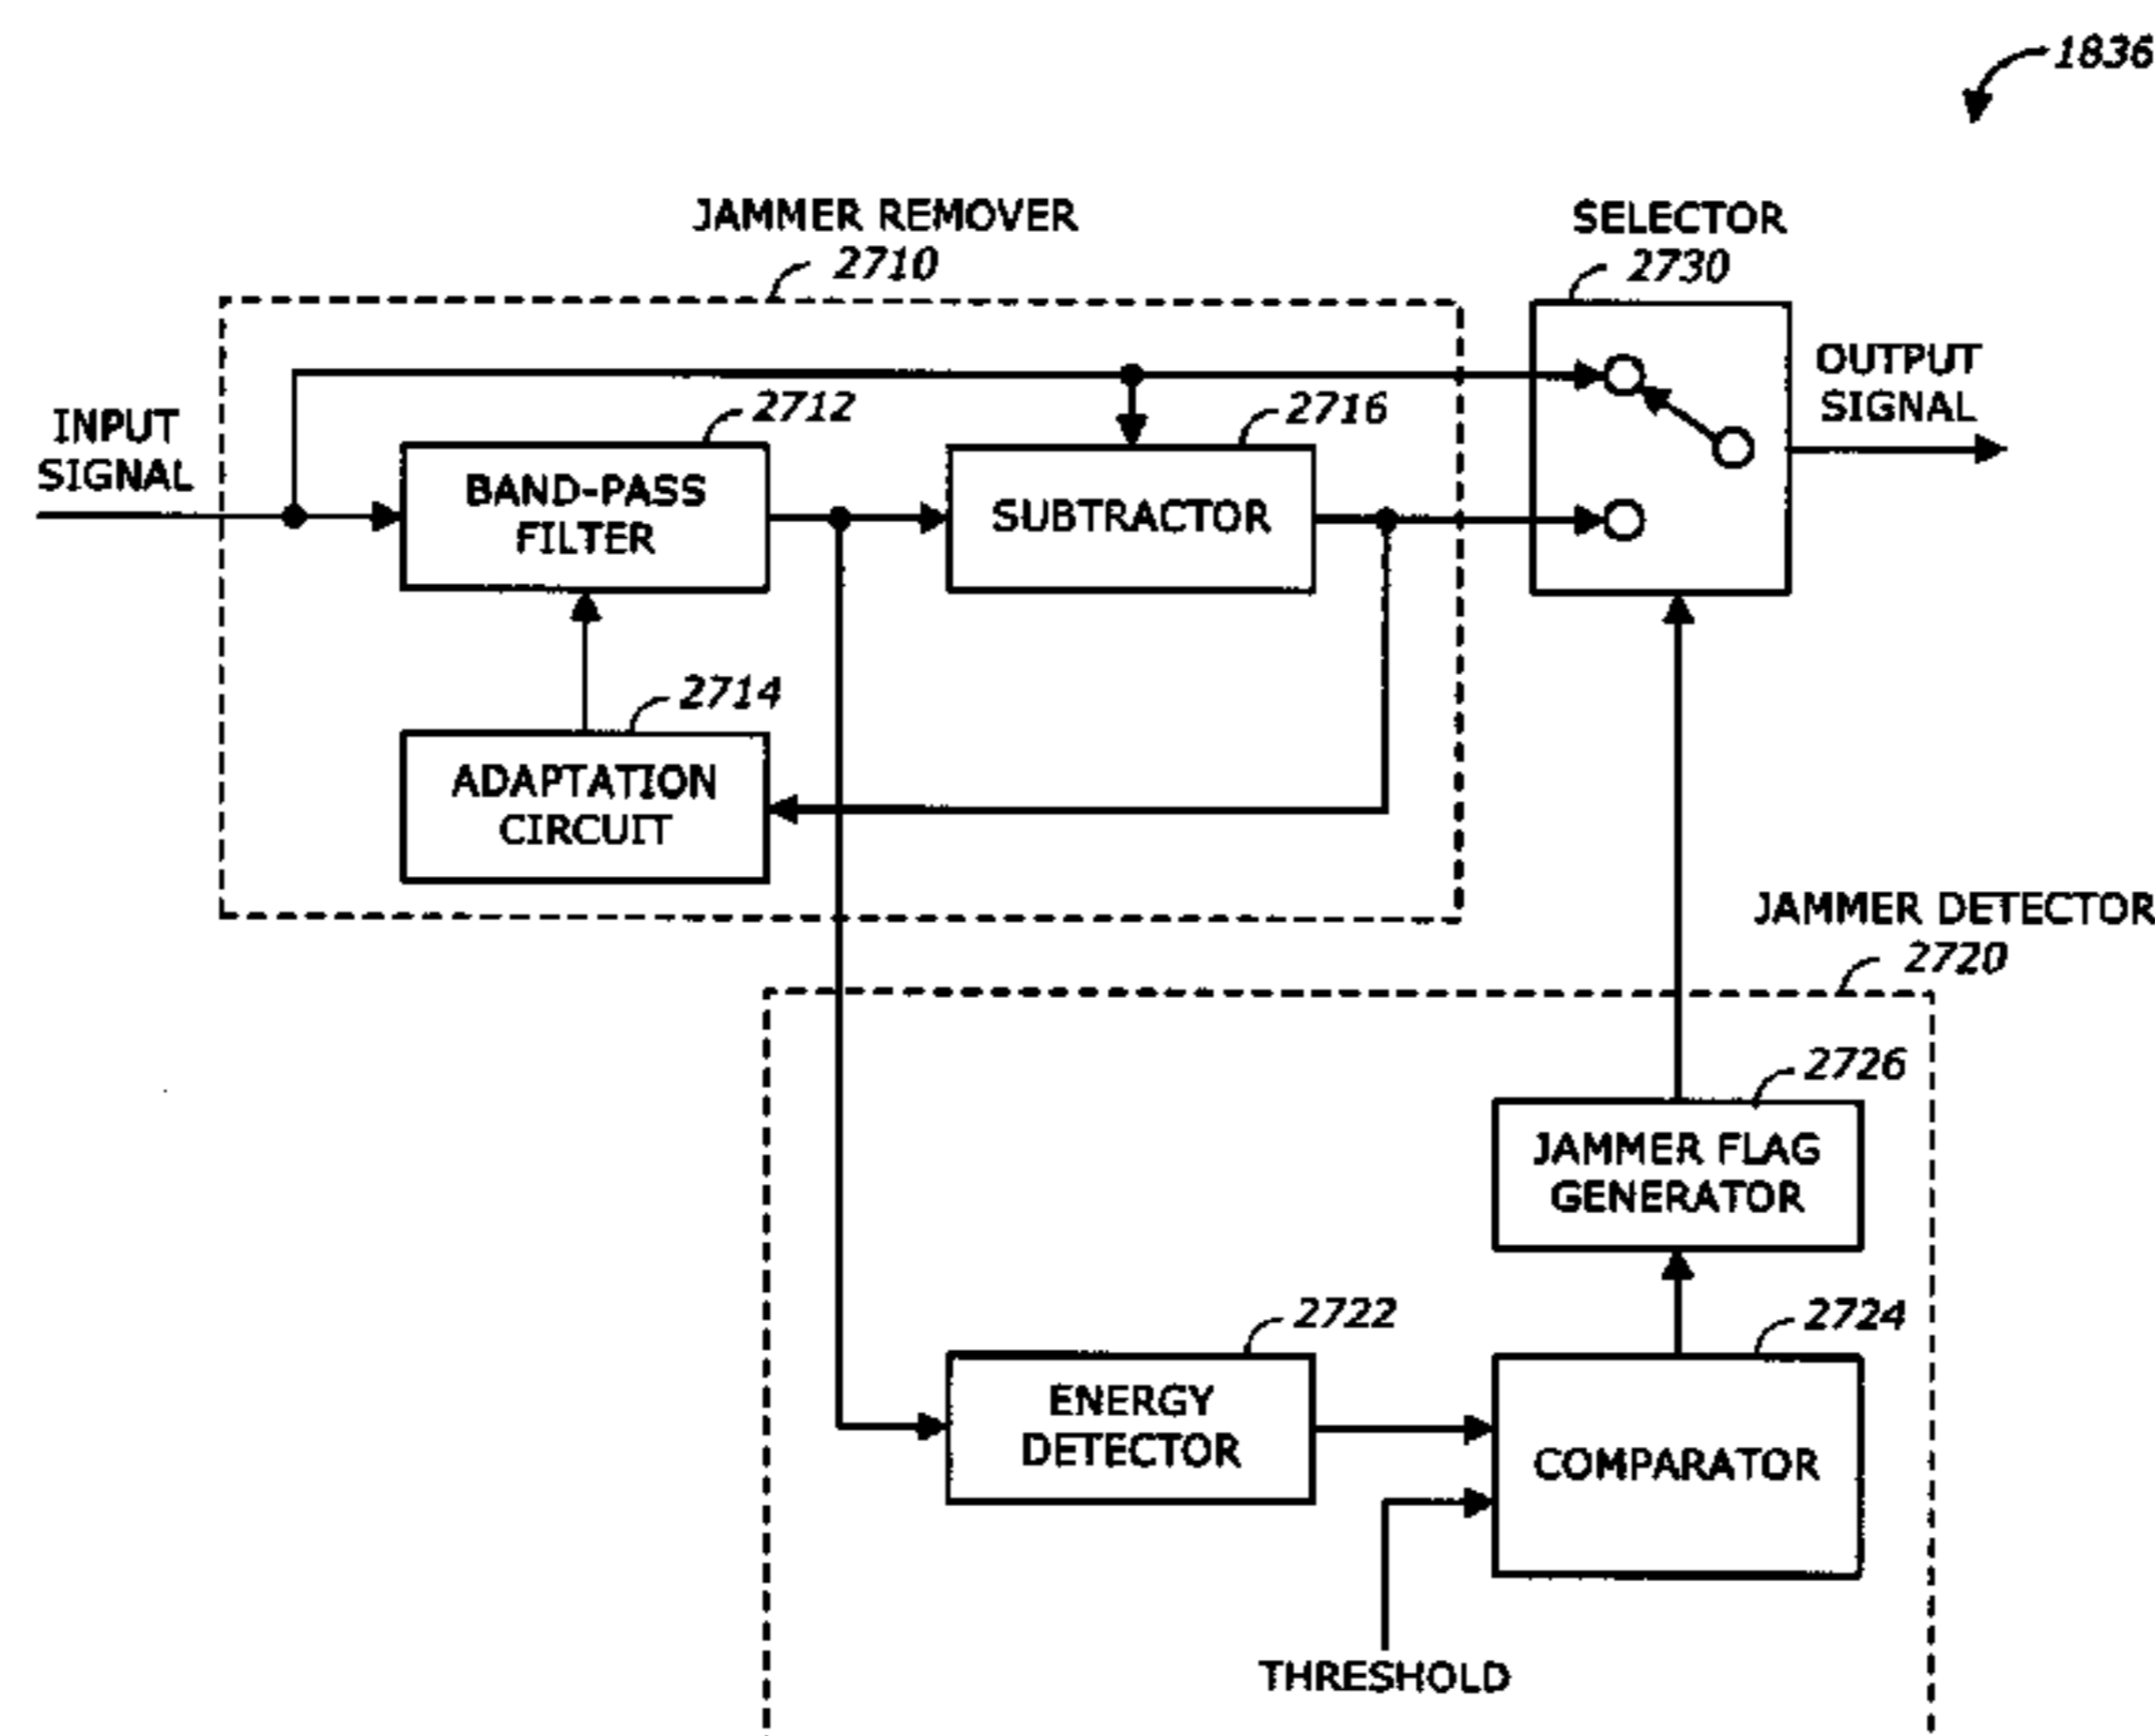 1836
JAMMER REMOVER
2710
SELECTOR
2730
INPUT
SIGNAL
2712
BAND-PASS
FILTER
2716
SUBTRACTOR
OUTPUT
SIGNAL
2714
ADAPTATION
CIRCUIT
JAMMER DETECTOR
2720
2726
JAMMER FLAG
GENERATOR
2722
ENERGY
DETECTOR
2724
COMPARATOR
THRESHOLD